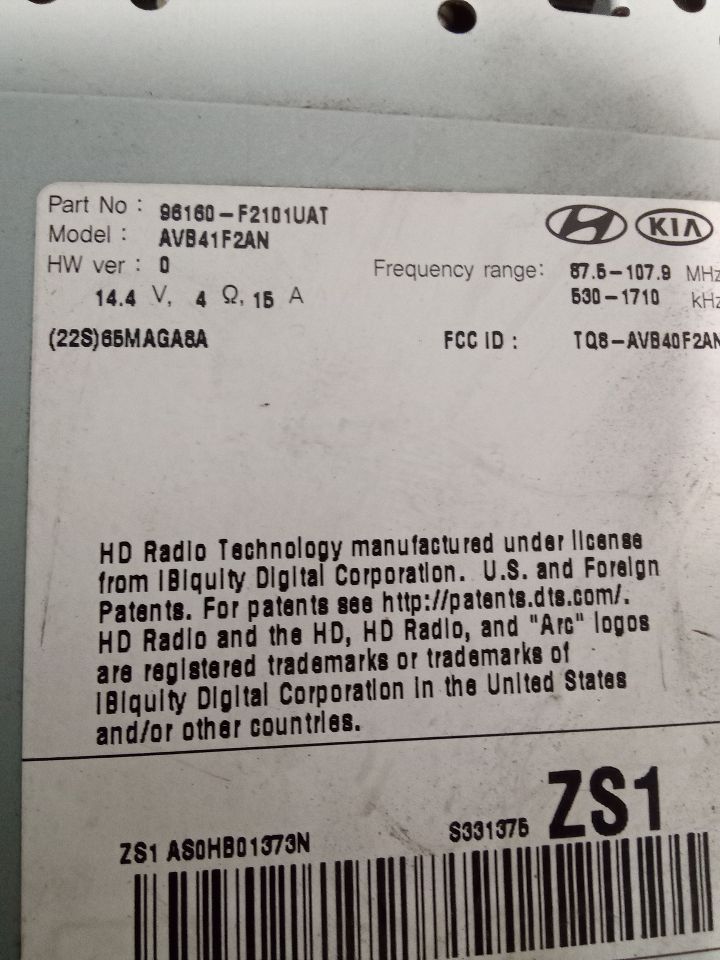 Part No : 96160-F2101UAT
Model : AVB41F2AN
HW ver : 0
14.4 V, 4 Ω, 15 A
(22S)65MAGA8A
KIA
Frequency range: 87.5-107.9 MHz
530-1710 kHz
FCC ID : TQ8-AVB40F2AN
HD Radio Technology manufactured under license
from iBiquity Digital Corporation. U.S. and Foreign
Patents. For patents see http://patents.dts.com/.
HD Radio and the HD, HD Radio, and "Arc" logos
are registered trademarks or trademarks of
iBiquity Digital Corporation in the United States
and/or other countries.
ZS1 AS0HB01373N
S331375 ZS1